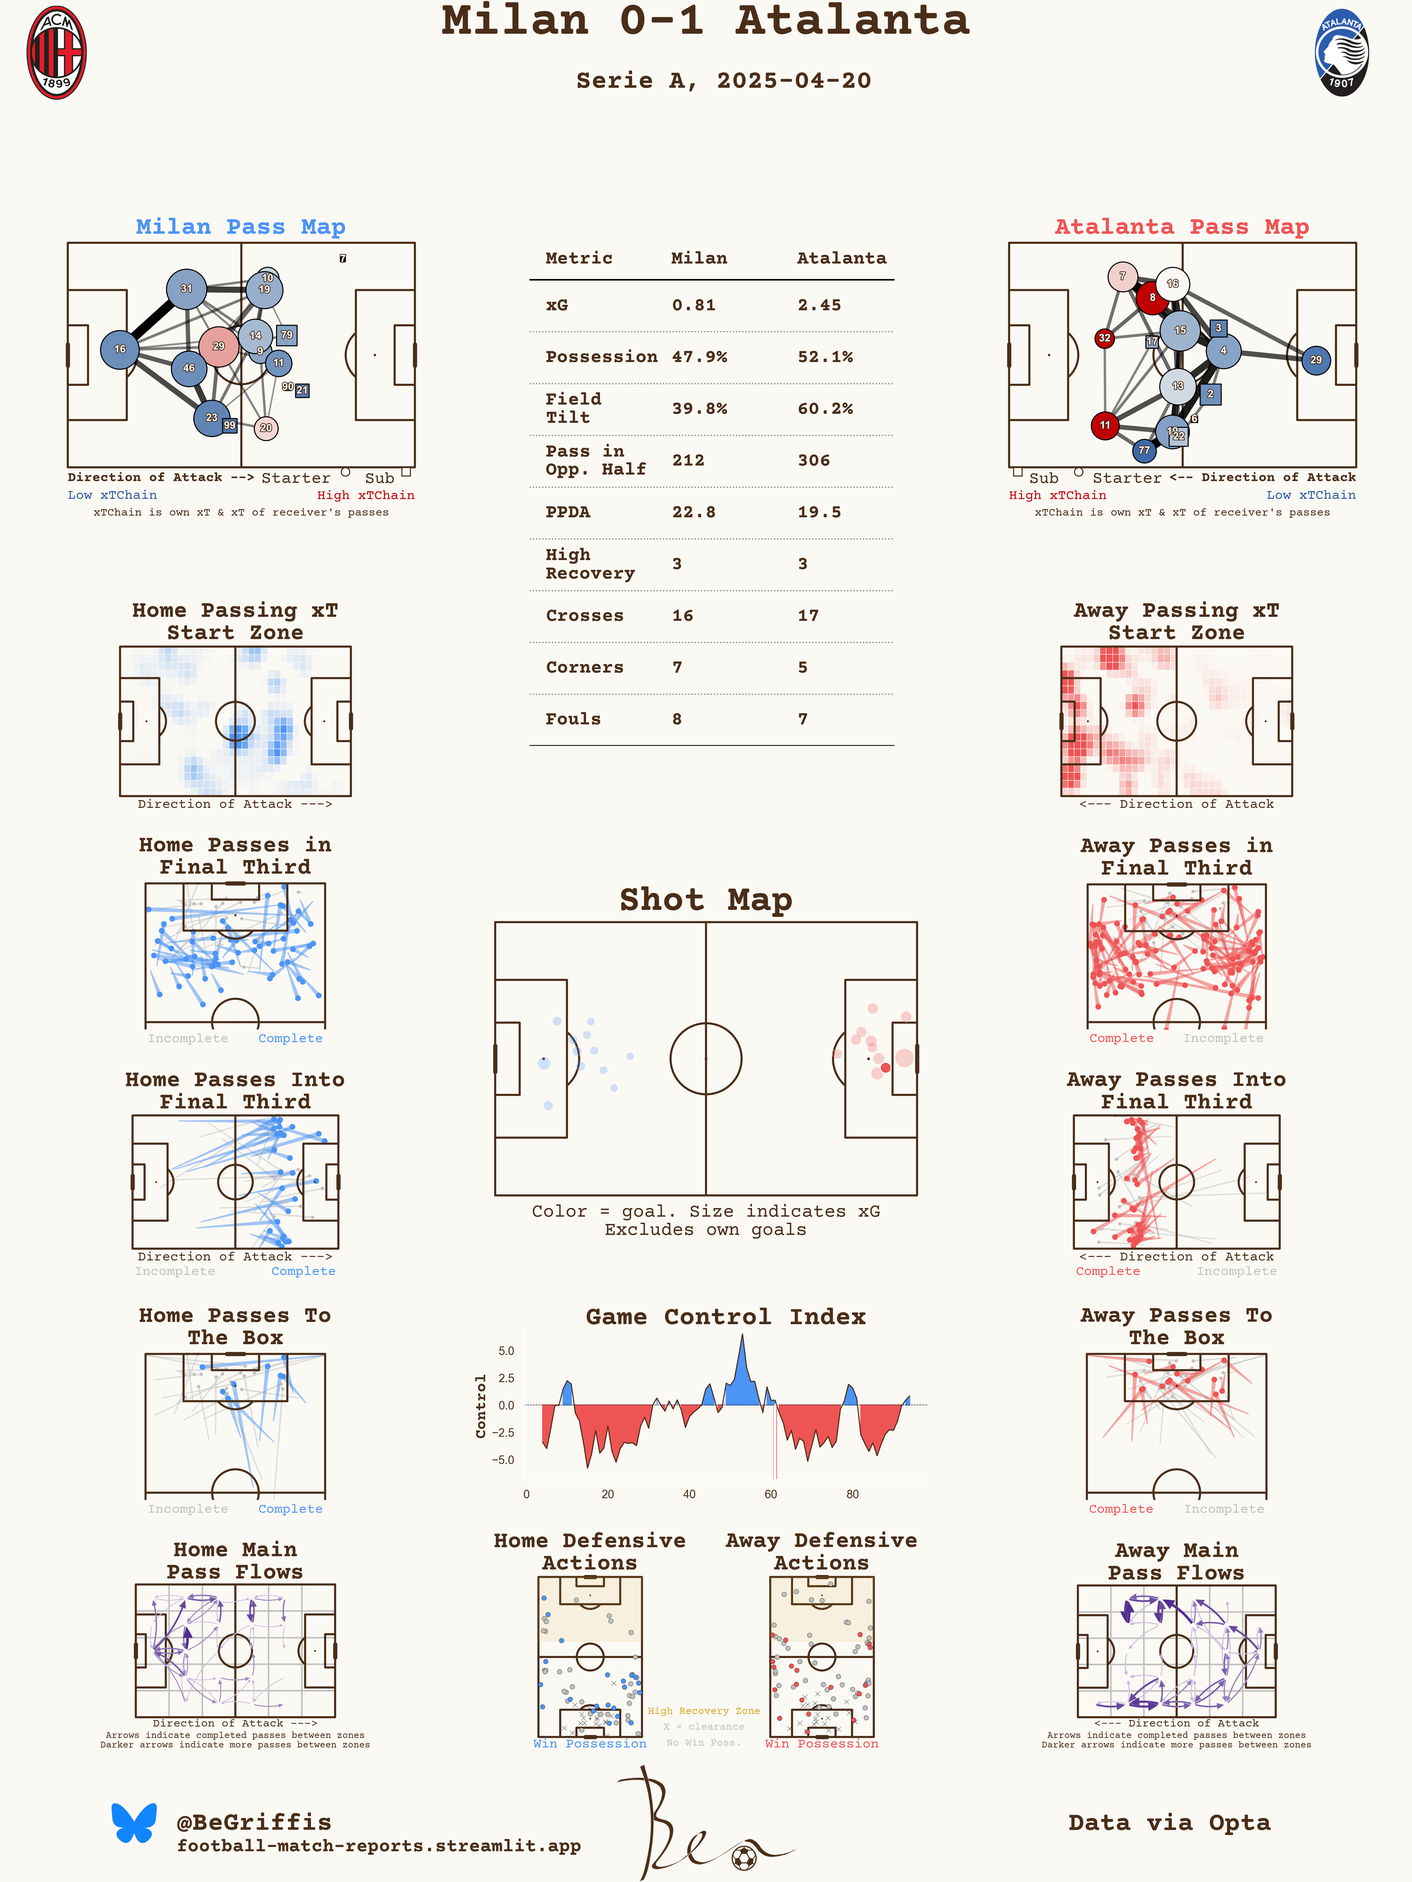 Milan 0-1 Atalanta
Serie A, 2025-04-20
ACM
1899
ATALANTA
1907
Milan Pass Map
7
10
31
19
16
29
14
79
9
46
11
90
21
23
99
20
Direction of Attack --> Starter Sub
Low xTChain High xTChain
xTChain is own xT & xT of receiver's passes
Metric Milan Atalanta
xG 0.81 2.45
Possession 47.9% 52.1%
Field
Tilt 39.8% 60.2%
Pass in
Opp. Half 212 306
PPDA 22.8 19.5
High
Recovery 3 3
Crosses 16 17
Corners 7 5
Fouls 8 7
Atalanta Pass Map
7
16
8
32
15
3
17
4
29
13
2
11
6
22
77
Sub Starter <-- Direction of Attack
High xTChain Low xTChain
xTChain is own xT & xT of receiver's passes
Home Passing xT
Start Zone
Direction of Attack --->
Away Passing xT
Start Zone
<--- Direction of Attack
Home Passes in
Final Third
Incomplete Complete
Away Passes in
Final Third
Complete Incomplete
Shot Map
Color = goal. Size indicates xG
Excludes own goals
Home Passes Into
Final Third
Direction of Attack --->
Incomplete Complete
Away Passes Into
Final Third
<--- Direction of Attack
Complete Incomplete
Home Passes To
The Box
Incomplete Complete
Game Control Index
Control
5.0
2.5
0.0
−2.5
−5.0
0 20 40 60 80
Away Passes To
The Box
Complete Incomplete
Home Main
Pass Flows
Direction of Attack --->
Arrows indicate completed passes between zones
Darker arrows indicate more passes between zones
Home Defensive
Actions
Win Possession
Away Defensive
Actions
Win Possession
High Recovery Zone
X = clearance
No Win Poss.
Away Main
Pass Flows
<--- Direction of Attack
Arrows indicate completed passes between zones
Darker arrows indicate more passes between zones
@BeGriffis
football-match-reports.streamlit.app
Ben
Data via Opta